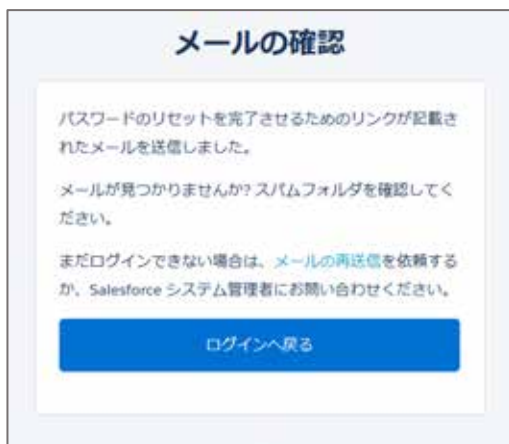 メールの確認
パスワードのリセットを完了させるためのリンクが記載さ
れたメールを送信しました。
メールが見つかりませんか? スパムフォルダを確認してく
ださい。
まだログインできない場合は、メールの再送信を依頼する
か、Salesforce システム管理者にお問い合わせください。
ログインへ戻る